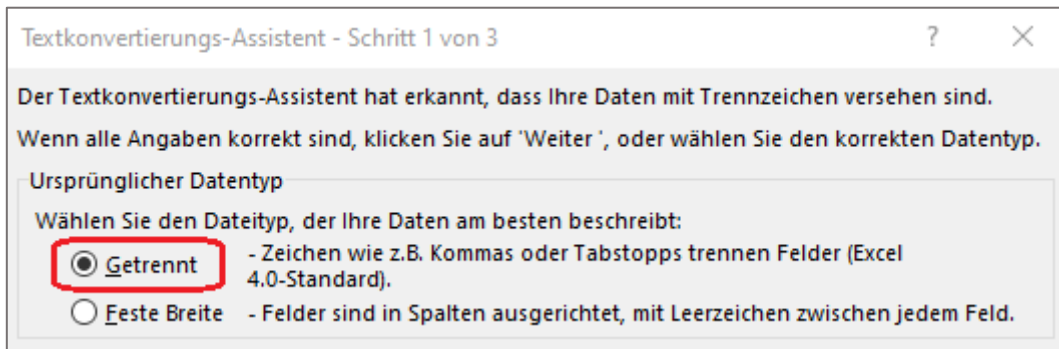 Textkonvertierungs-Assistent - Schritt 1 von 3 ?
Der Textkonvertierungs-Assistent hat erkannt, dass Ihre Daten mit Trennzeichen versehen sind.
Wenn alle Angaben korrekt sind, klicken Sie auf 'Weiter ', oder wählen Sie den korrekten Datentyp.
Ursprünglicher Datentyp
Wählen Sie den Dateityp, der Ihre Daten am besten beschreibt:
Getrennt - Zeichen wie z.B. Kommas oder Tabstopps trennen Felder (Excel
4.0-Standard).
Feste Breite - Felder sind in Spalten ausgerichtet, mit Leerzeichen zwischen jedem Feld.